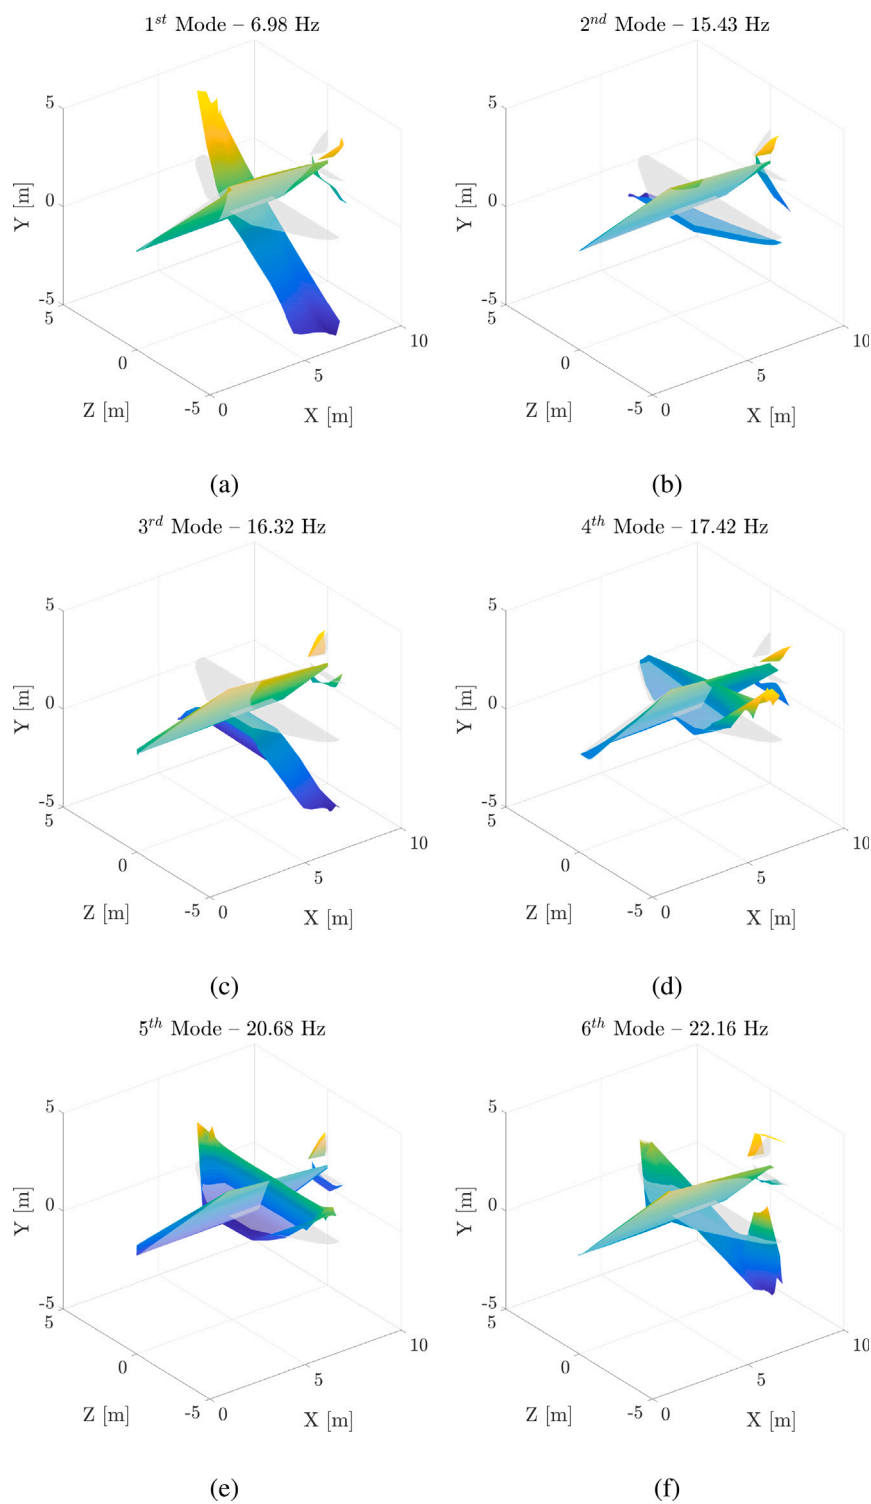 1st Mode – 6.98 Hz
2nd Mode – 15.43 Hz
5
0
-5
Y [m]
5
0
-5
Z [m]
0
5
10
X [m]
5
0
-5
Y [m]
5
0
-5
Z [m]
0
5
10
X [m]
(a)
(b)
3rd Mode – 16.32 Hz
4th Mode – 17.42 Hz
5
0
-5
Y [m]
5
0
-5
Z [m]
0
5
10
X [m]
5
0
-5
Y [m]
5
0
-5
Z [m]
0
5
10
X [m]
(c)
(d)
5th Mode – 20.68 Hz
6th Mode – 22.16 Hz
5
0
-5
Y [m]
5
0
-5
Z [m]
0
5
10
X [m]
5
0
-5
Y [m]
5
0
-5
Z [m]
0
5
10
X [m]
(e)
(f)